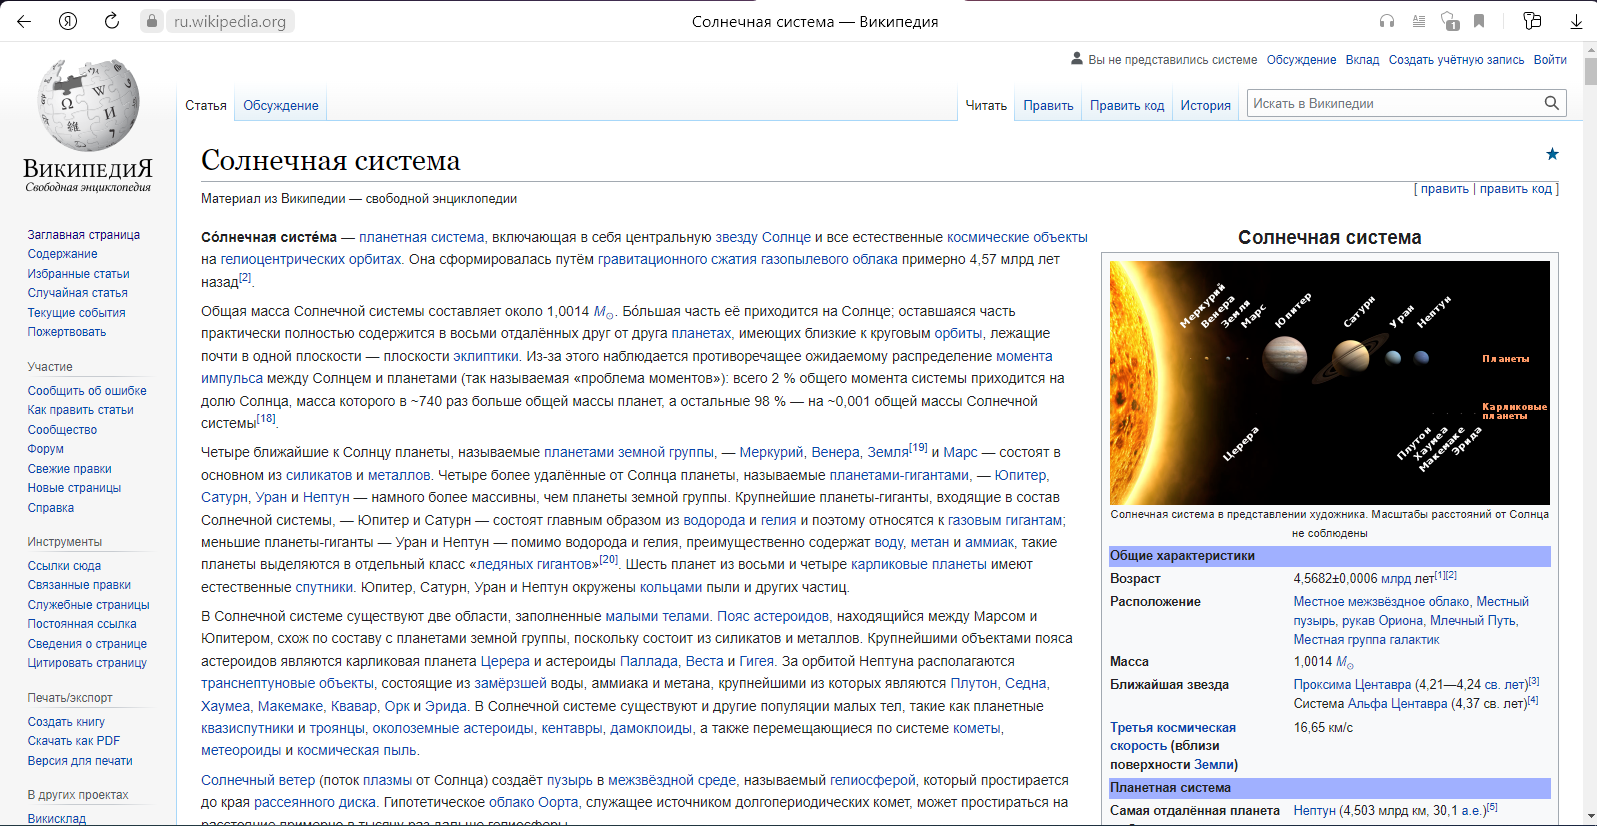 ru.wikipedia.org
Солнечная система — Википедия
1
Вы не представились системе Обсуждение Вклад Создать учётную запись Войти
ВикипедиЯ
Свободная энциклопедия
Статья Обсуждение
Читать Править Править код История
Искать в Википедии
Заглавная страница
Содержание
Избранные статьи
Случайная статья
Текущие события
Пожертвовать
Участие
Сообщить об ошибке
Как править статьи
Сообщество
Форум
Свежие правки
Новые страницы
Справка
Инструменты
Ссылки сюда
Связанные правки
Служебные страницы
Постоянная ссылка
Сведения о странице
Цитировать страницу
Печать/экспорт
Создать книгу
Скачать как PDF
Версия для печати
В других проектах
Викисклад
Солнечная система
[ править | править код ]
Материал из Википедии — свободной энциклопедии
Со́лнечная систе́ма — планетная система, включающая в себя центральную звезду Солнце и все естественные космические объекты
на гелиоцентрических орбитах. Она сформировалась путём гравитационного сжатия газопылевого облака примерно 4,57 млрд лет
назад[2].
Общая масса Солнечной системы составляет около 1,0014 M☉. Бо́льшая часть её приходится на Солнце; оставшаяся часть
практически полностью содержится в восьми отдалённых друг от друга планетах, имеющих близкие к круговым орбиты, лежащие
почти в одной плоскости — плоскости эклиптики. Из-за этого наблюдается противоречащее ожидаемому распределение момента
импульса между Солнцем и планетами (так называемая «проблема моментов»): всего 2 % общего момента системы приходится на
долю Солнца, масса которого в ~740 раз больше общей массы планет, а остальные 98 % — на ~0,001 общей массы Солнечной
системы[18].
Четыре ближайшие к Солнцу планеты, называемые планетами земной группы, — Меркурий, Венера, Земля[19] и Марс — состоят в
основном из силикатов и металлов. Четыре более удалённые от Солнца планеты, называемые планетами-гигантами, — Юпитер,
Сатурн, Уран и Нептун — намного более массивны, чем планеты земной группы. Крупнейшие планеты-гиганты, входящие в состав
Солнечной системы, — Юпитер и Сатурн — состоят главным образом из водорода и гелия и поэтому относятся к газовым гигантам;
меньшие планеты-гиганты — Уран и Нептун — помимо водорода и гелия, преимущественно содержат воду, метан и аммиак, такие
планеты выделяются в отдельный класс «ледяных гигантов»[20]. Шесть планет из восьми и четыре карликовые планеты имеют
естественные спутники. Юпитер, Сатурн, Уран и Нептун окружены кольцами пыли и других частиц.
В Солнечной системе существуют две области, заполненные малыми телами. Пояс астероидов, находящийся между Марсом и
Юпитером, схож по составу с планетами земной группы, поскольку состоит из силикатов и металлов. Крупнейшими объектами пояса
астероидов являются карликовая планета Церера и астероиды Паллада, Веста и Гигея. За орбитой Нептуна располагаются
транснептуновые объекты, состоящие из замёрзшей воды, аммиака и метана, крупнейшими из которых являются Плутон, Седна,
Хаумеа, Макемаке, Квавар, Орк и Эрида. В Солнечной системе существуют и другие популяции малых тел, такие как планетные
квазиспутники и троянцы, околоземные астероиды, кентавры, дамоклоиды, а также перемещающиеся по системе кометы,
метеороиды и космическая пыль.
Солнечный ветер (поток плазмы от Солнца) создаёт пузырь в межзвёздной среде, называемый гелиосферой, который простирается
до края рассеянного диска. Гипотетическое облако Оорта, служащее источником долгопериодических комет, может простираться на
расстояние примерно в тысячу раз дальше гелиосферы.
Солнечная система
Меркурий
Венера
Земля
Марс
Юпитер
Сатурн
Уран
Нептун
Планеты
Карликовые
планеты
Церера
Плутон
Хаумеа
Макемаке
Эрида
Солнечная система в представлении художника. Масштабы расстояний от Солнца
не соблюдены
Общие характеристики
Возраст 4,5682±0,0006 млрд лет[1][2]
Расположение Местное межзвёздное облако, Местный
пузырь, рукав Ориона, Млечный Путь,
Местная группа галактик
Масса 1,0014 M☉
Ближайшая звезда Проксима Центавра (4,21—4,24 св. лет)[3]
Система Альфа Центавра (4,37 св. лет)[4]
Третья космическая 16,65 км/с
скорость (вблизи
поверхности Земли)
Планетная система
Самая отдалённая планета Нептун (4,503 млрд км, 30,1 а.е.)[5]